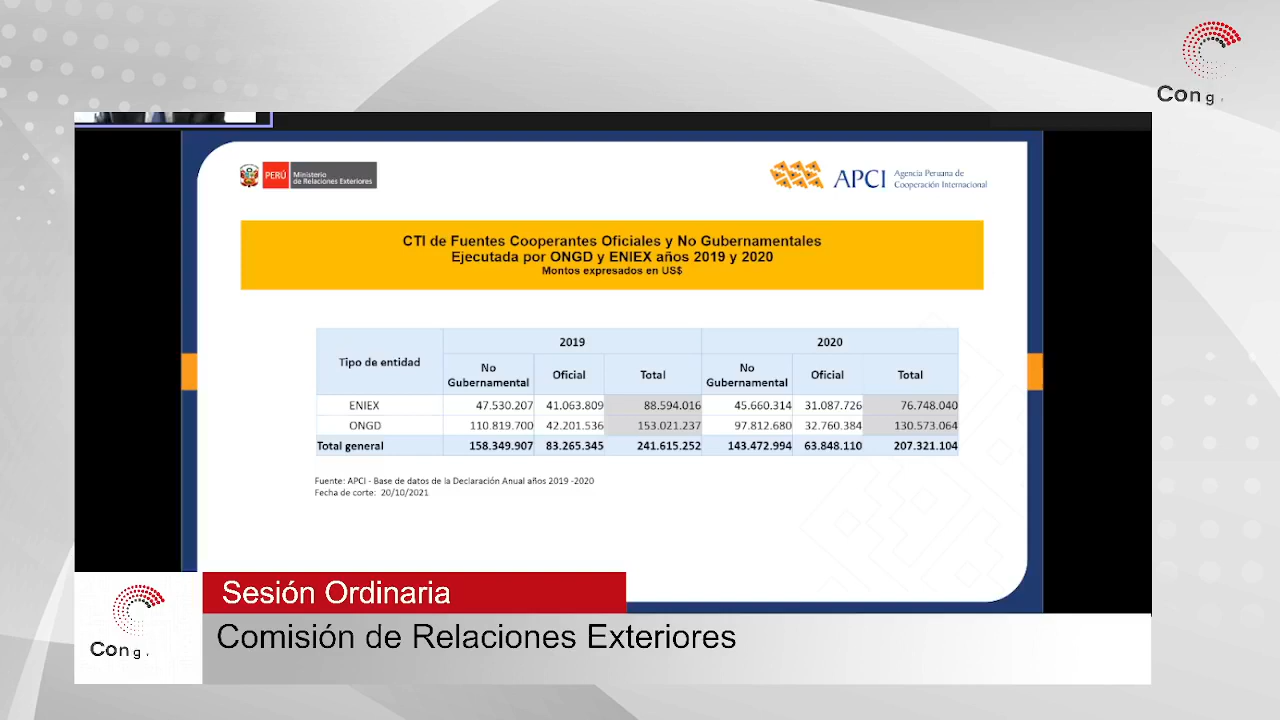 Cong
PERÚ
Ministerio
de Relaciones Exteriores
APCI
Agencia Peruana de
Cooperación Internacional
CTI de Fuentes Cooperantes Oficiales y No Gubernamentales
Ejecutada por ONGD y ENIEX años 2019 y 2020
Montos expresados en US$
Tipo de entidad 2019 2020
No Gubernamental Oficial Total No Gubernamental Oficial Total
ENIEX 47.530.207 41.063.809 88.594.016 45.660.314 31.087.726 76.748.040
ONGD 110.819.700 42.201.536 153.021.237 97.812.680 32.760.384 130.573.064
Total general 158.349.907 83.265.345 241.615.252 143.472.994 63.848.110 207.321.104
Fuente: APCI - Base de datos de la Declaración Anual años 2019 -2020
Fecha de corte: 20/10/2021
Cong
Sesión Ordinaria
Comisión de Relaciones Exteriores